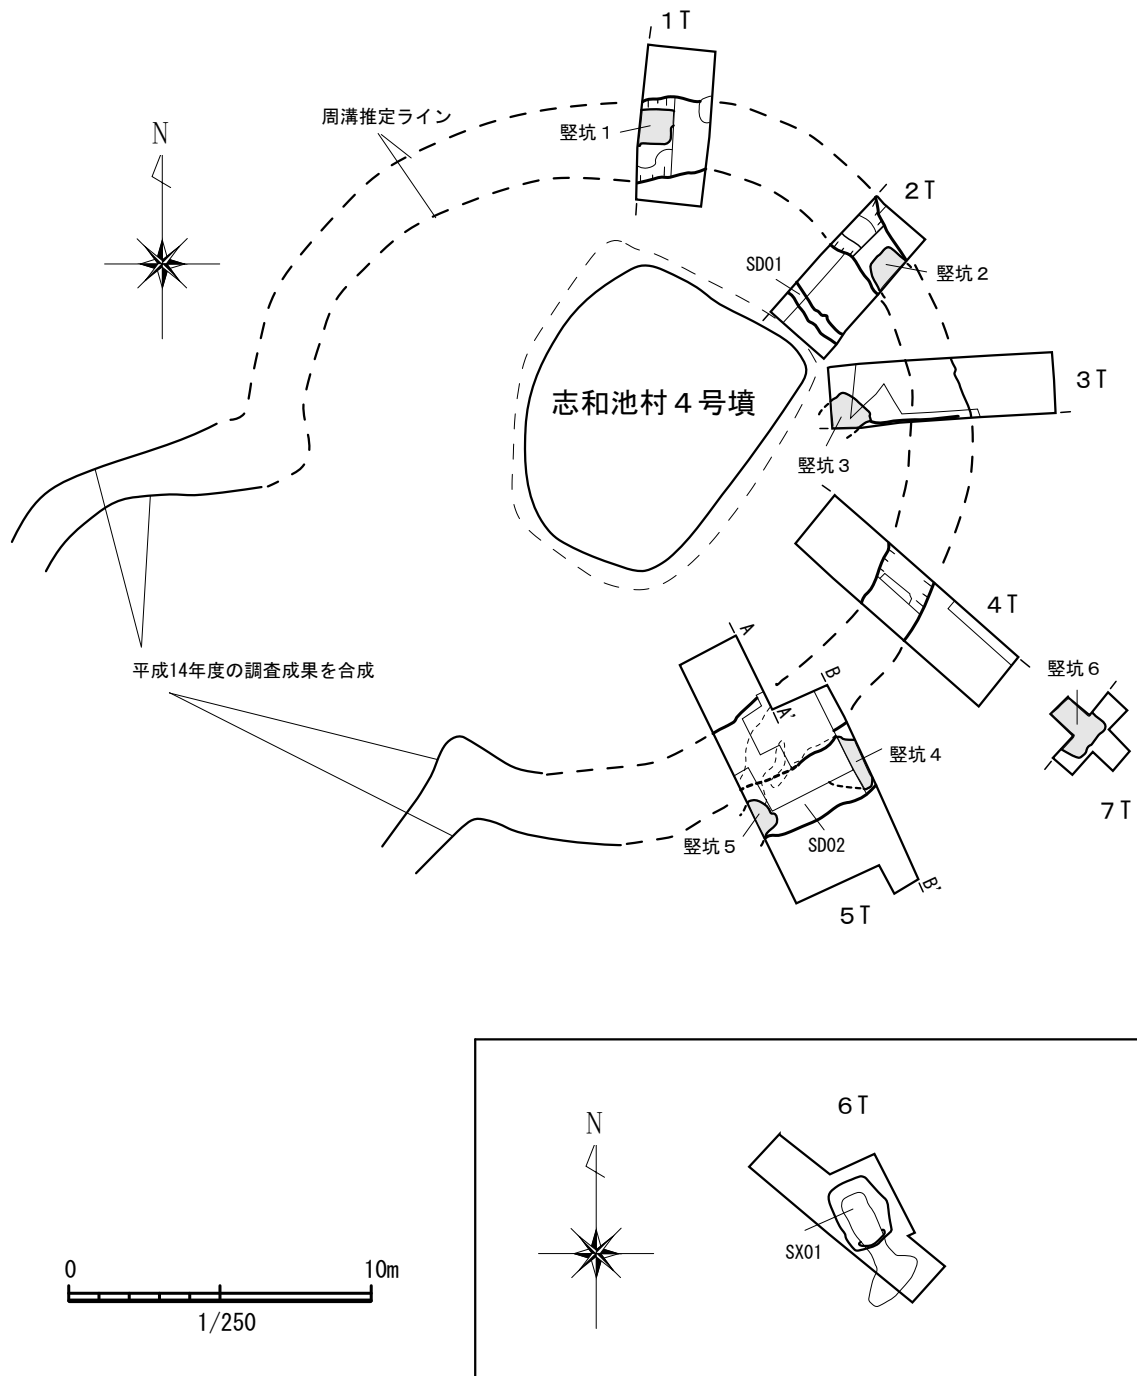 1T
周溝推定ライン
竪坑1
N
2T
SD01
竪坑2
3T
志和池村4号墳
竪坑3
4T
A
平成14年度の調査成果を合成
竪坑6
B
A'
竪坑4
7T
竪坑5
SD02
B'
5T
6T
N
SX01
0 10m
1/250